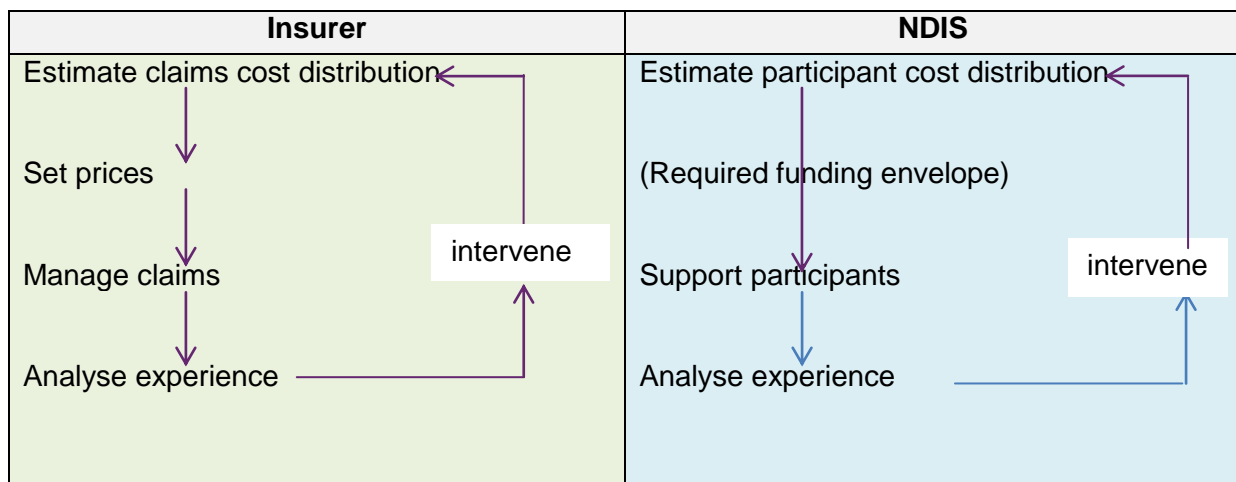 Insurer
NDIS
Estimate claims cost distribution
Set prices
Manage claims
Analyse experience
intervene
Estimate participant cost distribution
(Required funding envelope)
Support participants
Analyse experience
intervene